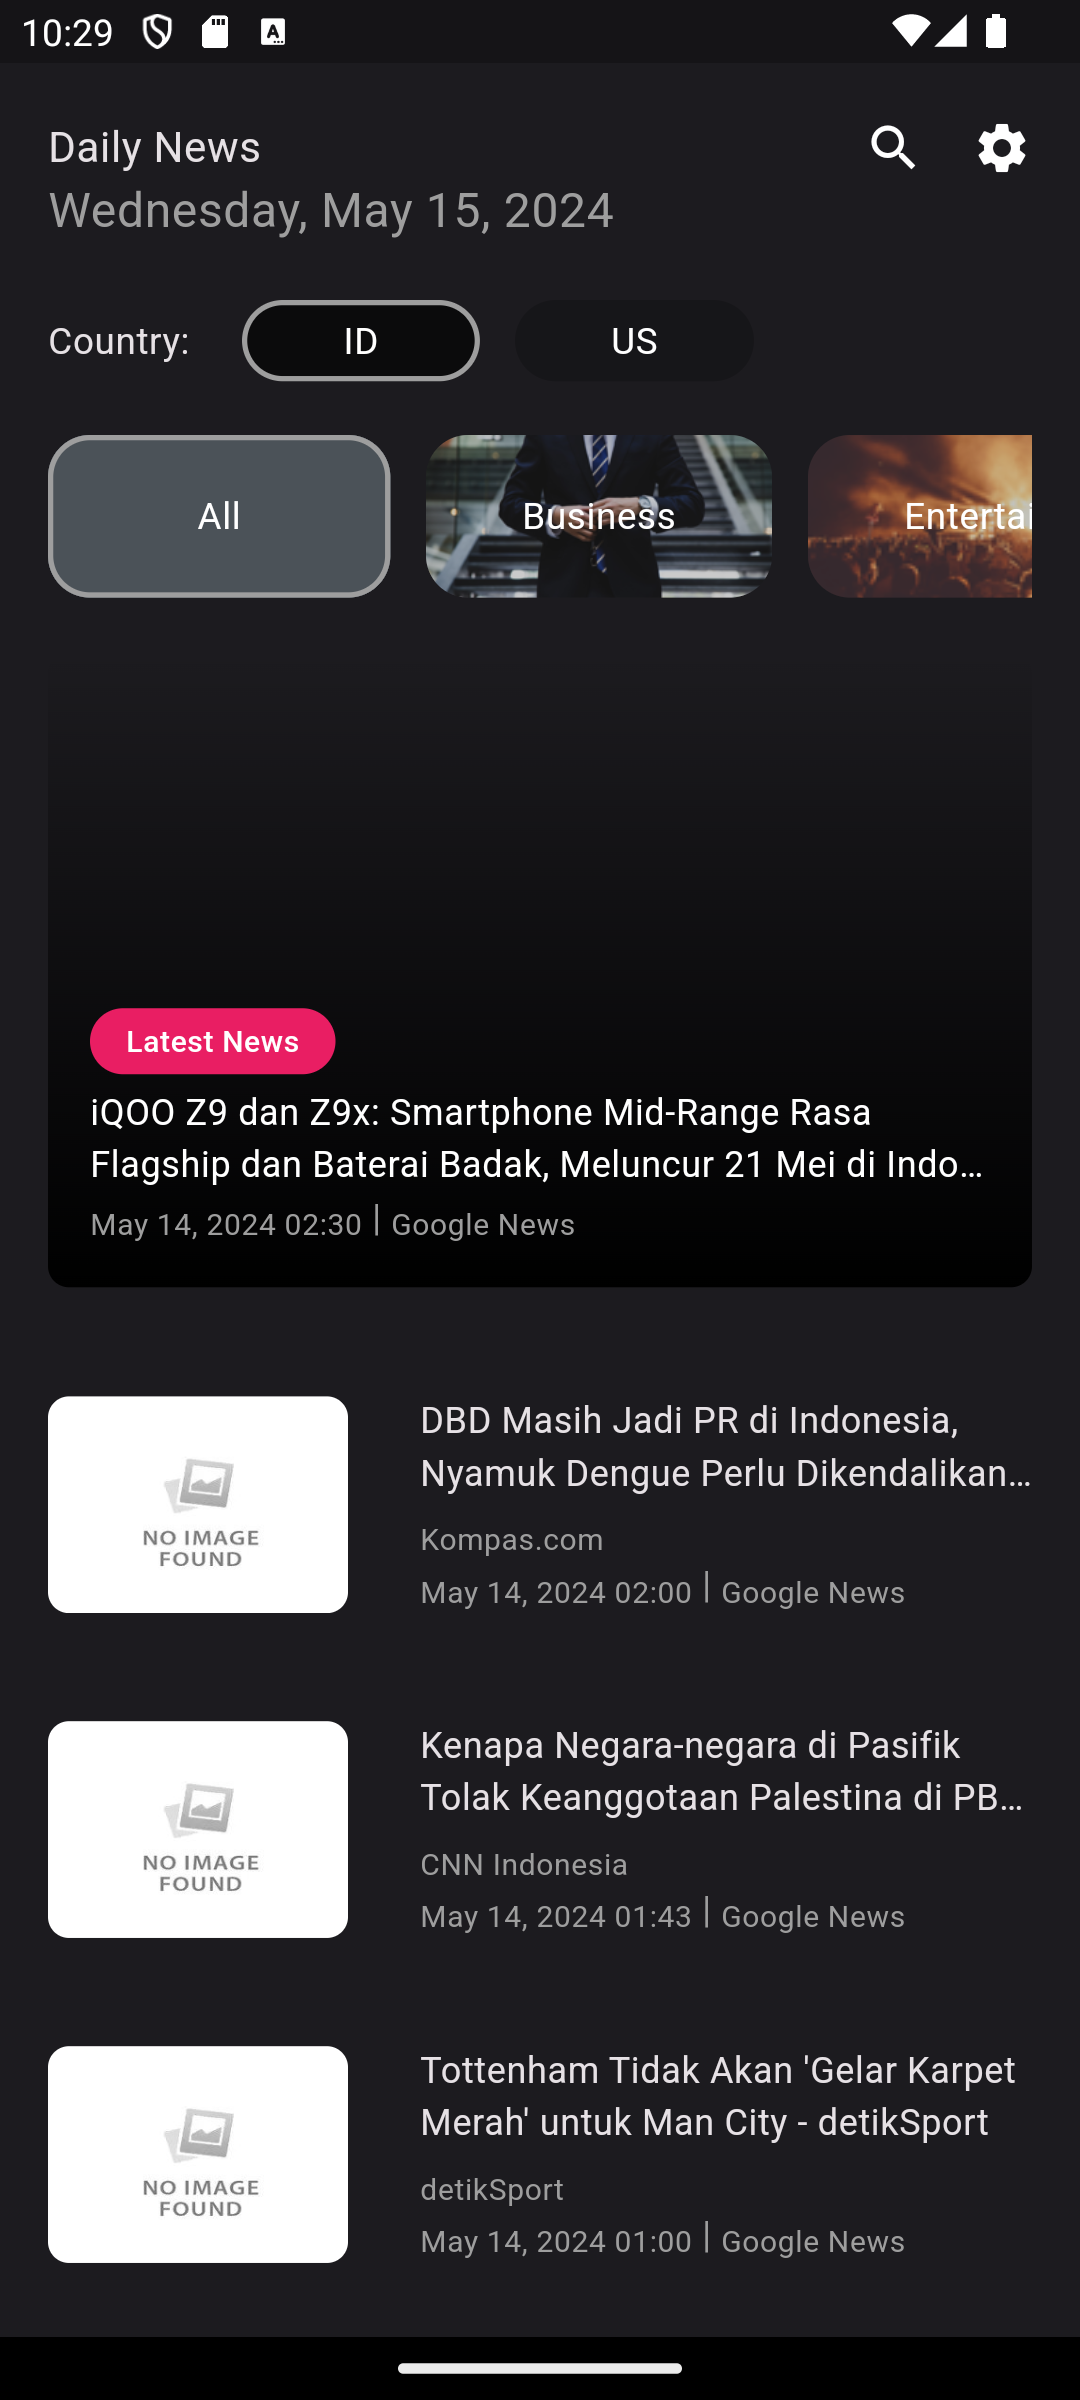 10:29
Daily News
Wednesday, May 15, 2024
Country:
ID
US
All
Business
Entertai
Latest News
iQOO Z9 dan Z9x: Smartphone Mid-Range Rasa
Flagship dan Baterai Badak, Meluncur 21 Mei di Indo…
May 14, 2024 02:30 | Google News
NO IMAGE
FOUND
DBD Masih Jadi PR di Indonesia,
Nyamuk Dengue Perlu Dikendalikan…
Kompas.com
May 14, 2024 02:00 | Google News
NO IMAGE
FOUND
Kenapa Negara-negara di Pasifik
Tolak Keanggotaan Palestina di PB…
CNN Indonesia
May 14, 2024 01:43 | Google News
NO IMAGE
FOUND
Tottenham Tidak Akan 'Gelar Karpet
Merah' untuk Man City - detikSport
detikSport
May 14, 2024 01:00 | Google News